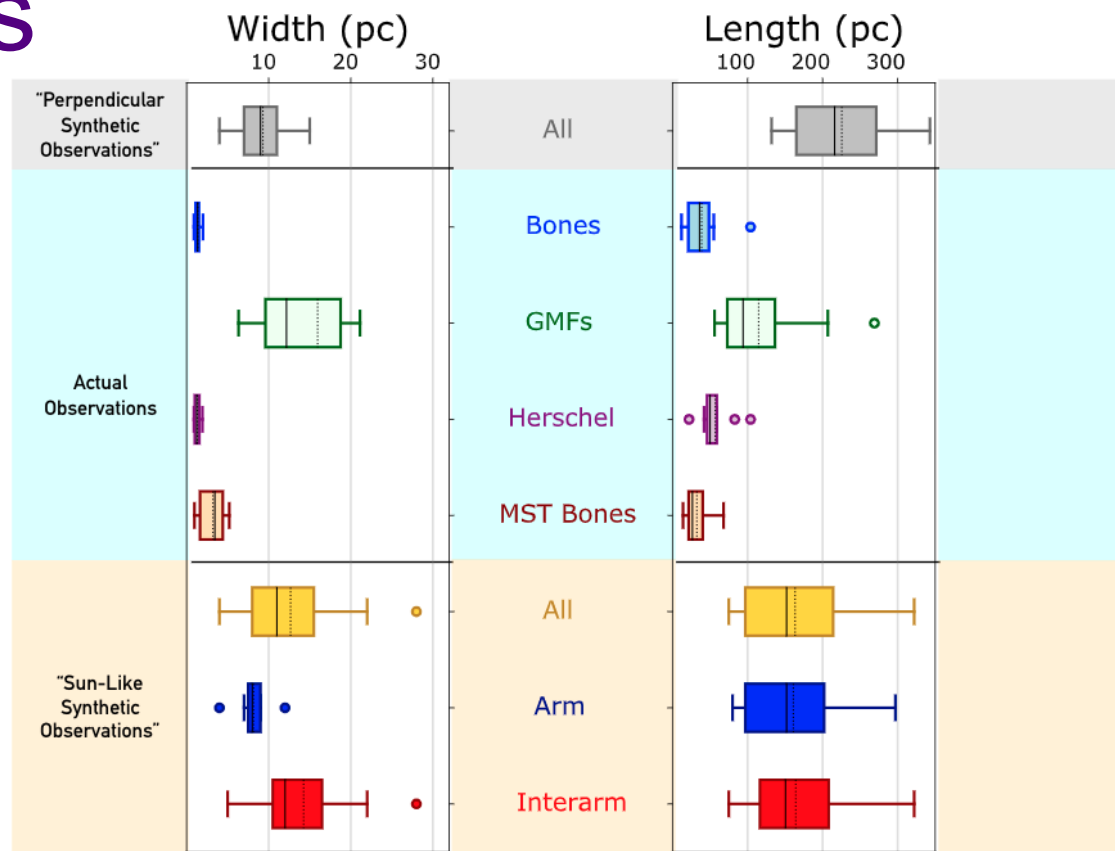 s
Width (pc)
Length (pc)
10 20 30
100 200 300
"Perpendicular
Synthetic
Observations"
All
Bones
GMFs
Actual
Observations
Herschel
MST Bones
All
"Sun-Like
Synthetic
Observations"
Arm
Interarm